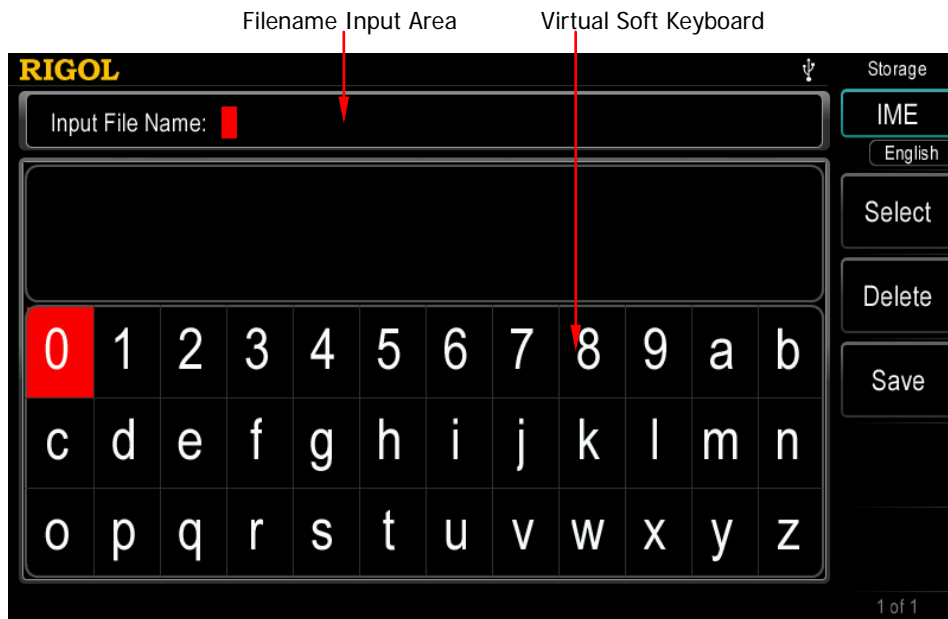 Filename Input Area Virtual Soft Keyboard
RIGOL
Storage
Input File Name:
IME
English
Select
Delete
Save
0 1 2 3 4 5 6 7 8 9 a b
c d e f g h i j k l m n
o p q r s t u v w x y z
1 of 1